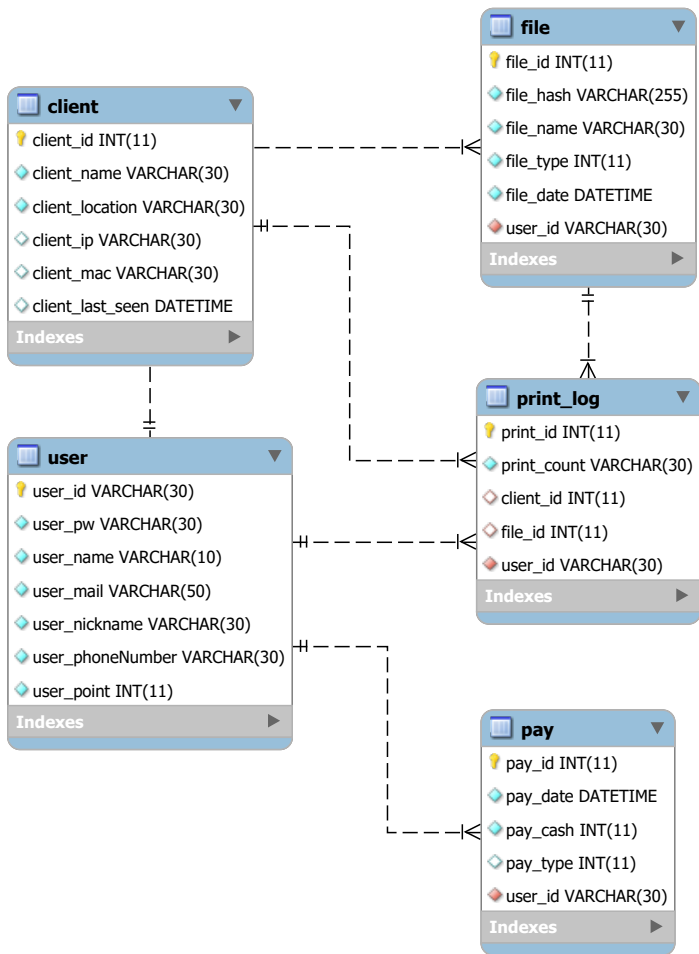 client
client_id INT(11)
client_name VARCHAR(30)
client_location VARCHAR(30)
client_ip VARCHAR(30)
client_mac VARCHAR(30)
client_last_seen DATETIME
Indexes
file
file_id INT(11)
file_hash VARCHAR(255)
file_name VARCHAR(30)
file_type INT(11)
file_date DATETIME
user_id VARCHAR(30)
Indexes
user
user_id VARCHAR(30)
user_pw VARCHAR(30)
user_name VARCHAR(10)
user_mail VARCHAR(50)
user_nickname VARCHAR(30)
user_phoneNumber VARCHAR(30)
user_point INT(11)
Indexes
print_log
print_id INT(11)
print_count VARCHAR(30)
client_id INT(11)
file_id INT(11)
user_id VARCHAR(30)
Indexes
pay
pay_id INT(11)
pay_date DATETIME
pay_cash INT(11)
pay_type INT(11)
user_id VARCHAR(30)
Indexes